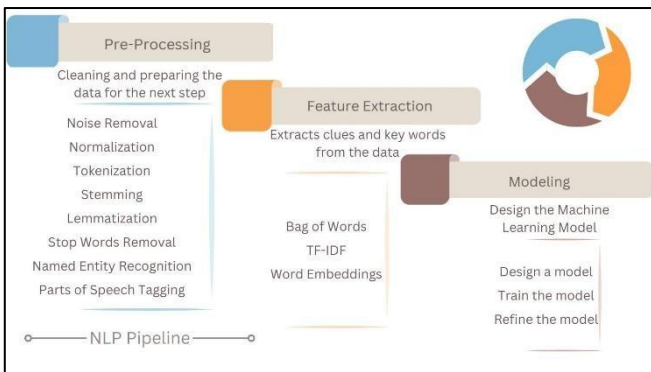 Pre-Processing
Cleaning and preparing the
data for the next step
Noise Removal
Normalization
Tokenization
Stemming
Lemmatization
Stop Words Removal
Named Entity Recognition
Parts of Speech Tagging
Feature Extraction
Extracts clues and key words
from the data
Bag of Words
TF-IDF
Word Embeddings
Modeling
Design the Machine
Learning Model
Design a model
Train the model
Refine the model
NLP Pipeline